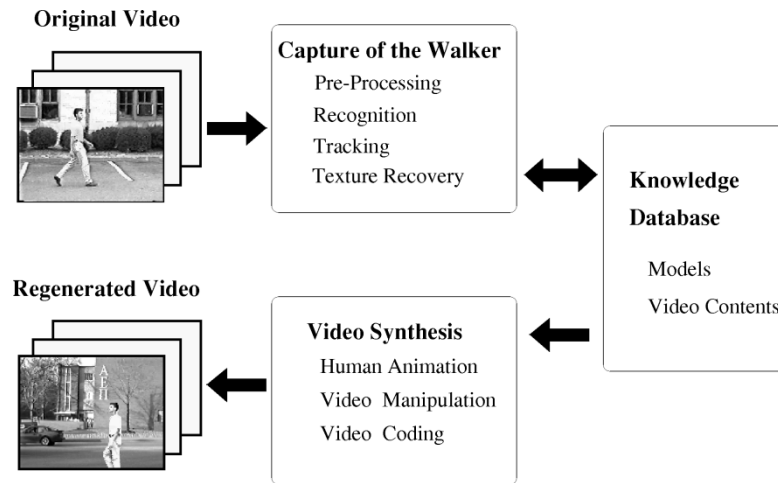 Original Video
Capture of the Walker
Pre-Processing
Recognition
Tracking
Texture Recovery
Knowledge
Database
Models
Video Contents
Regenerated Video
Video Synthesis
Human Animation
Video Manipulation
Video Coding
ΑΕΠ